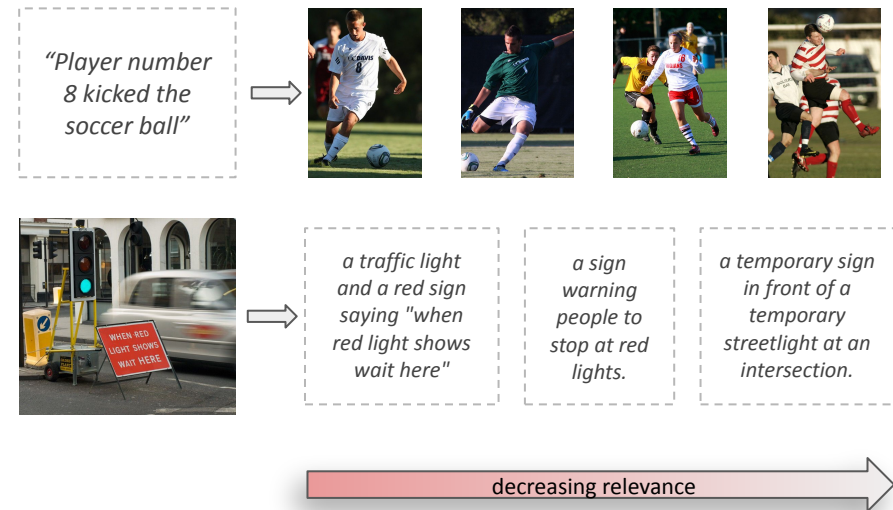 “Player number
8 kicked the
soccer ball”
DAVIS
8
WHEN RED
LIGHT SHOWS
WAIT HERE
a traffic light
and a red sign
saying "when
red light shows
wait here"
a sign
warning
people to
stop at red
lights.
a temporary sign
in front of a
temporary
streetlight at an
intersection.
decreasing relevance